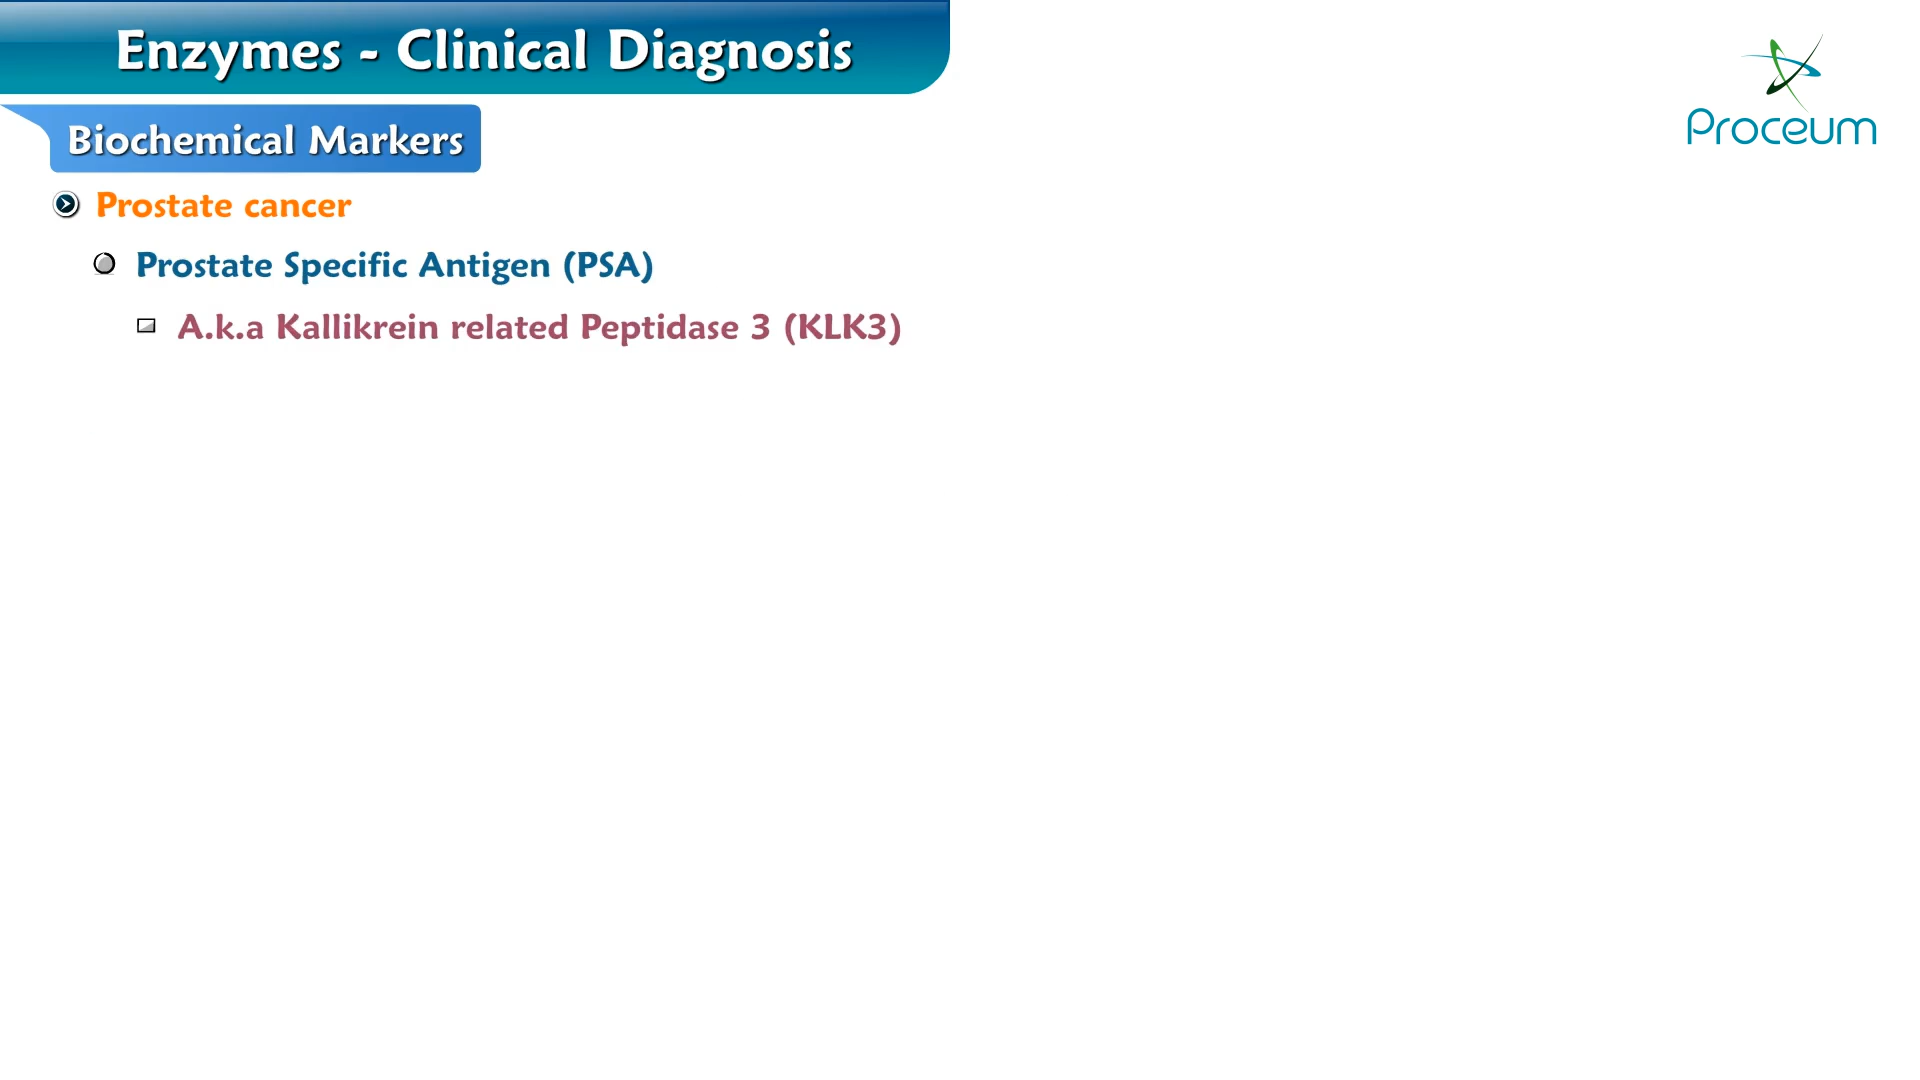 Enzymes - Clinical Diagnosis
Proceum
Biochemical Markers
Prostate cancer
Prostate Specific Antigen (PSA)
A.k.a Kallikrein related Peptidase 3 (KLK3)